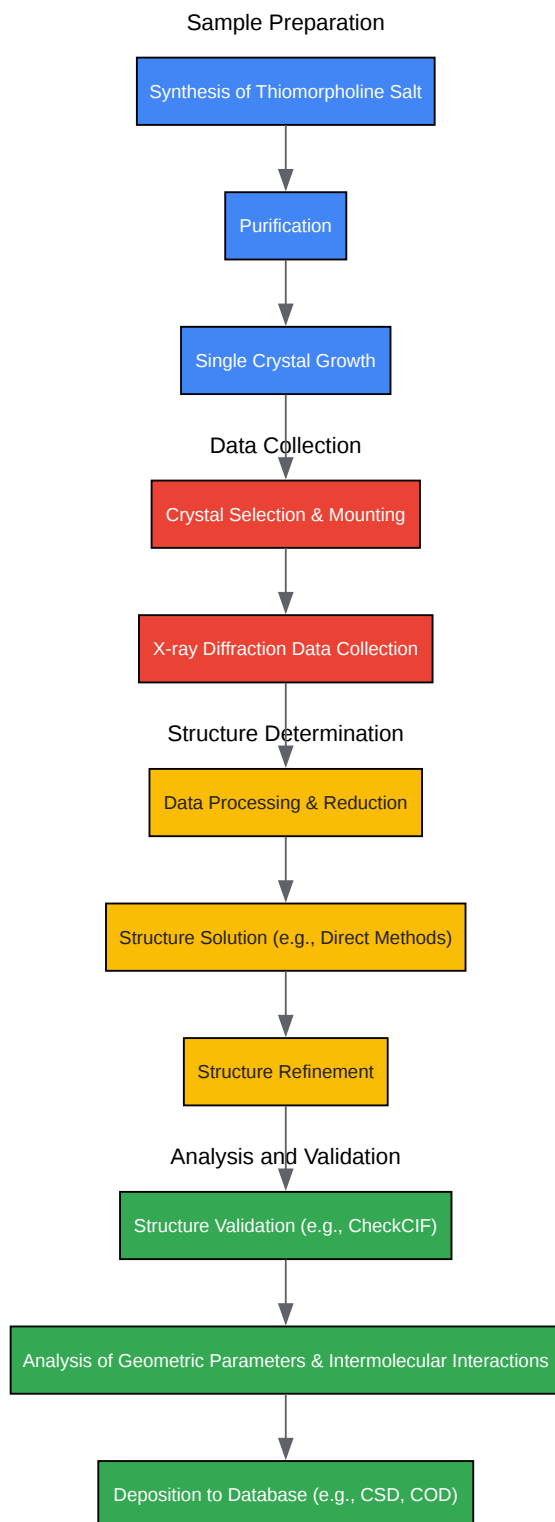 Sample Preparation
Synthesis of Thiomorpholine Salt
Purification
Single Crystal Growth
Data Collection
Crystal Selection & Mounting
X-ray Diffraction Data Collection
Structure Determination
Data Processing & Reduction
Structure Solution (e.g., Direct Methods)
Structure Refinement
Analysis and Validation
Structure Validation (e.g., CheckCIF)
Analysis of Geometric Parameters & Intermolecular Interactions
Deposition to Database (e.g., CSD, COD)